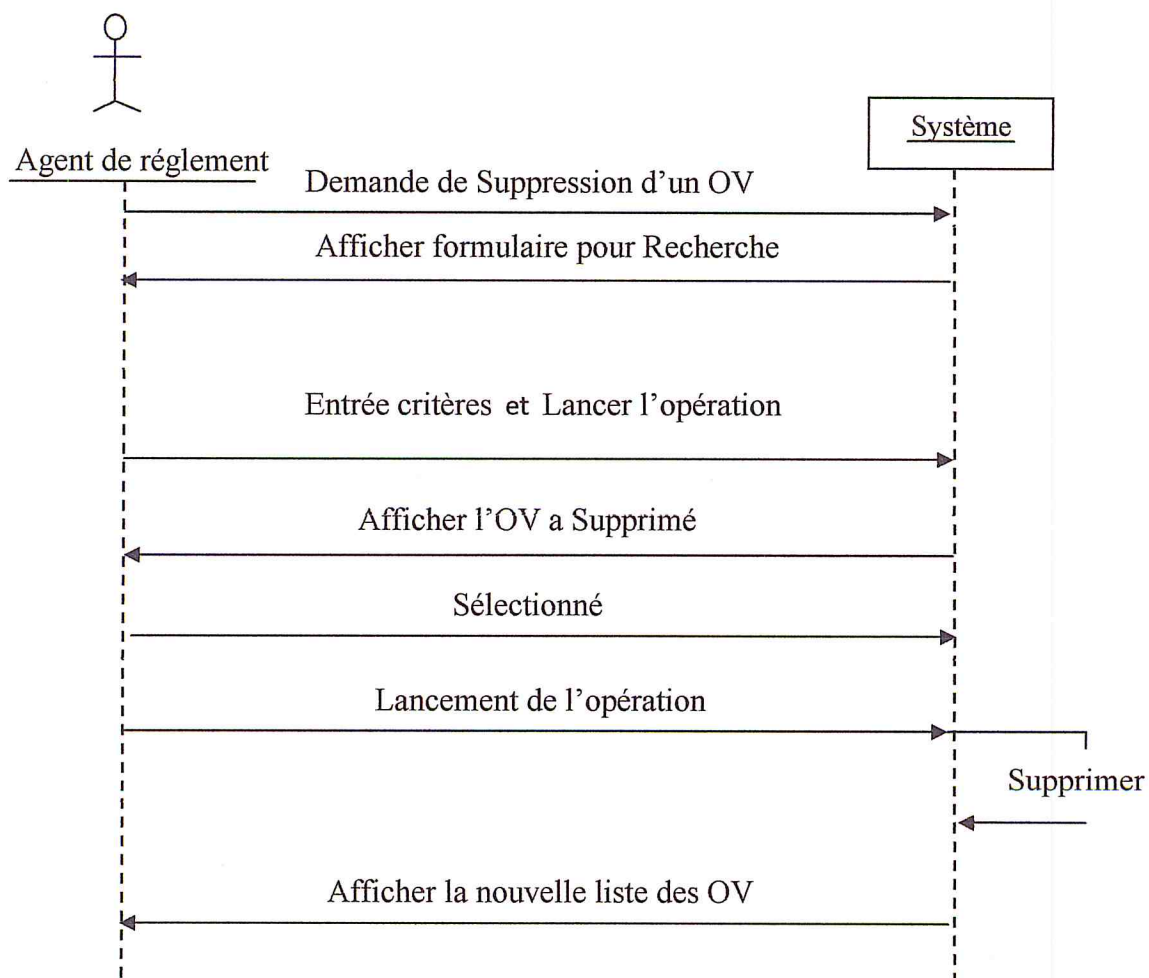 Système
Agent de réglement
Demande de Suppression d'un OV
Afficher formulaire pour Recherche
Entrée critères et Lancer l'opération
Afficher l'OV a Supprimé
Sélectionné
Lancement de l'opération
Supprimer
Afficher la nouvelle liste des OV